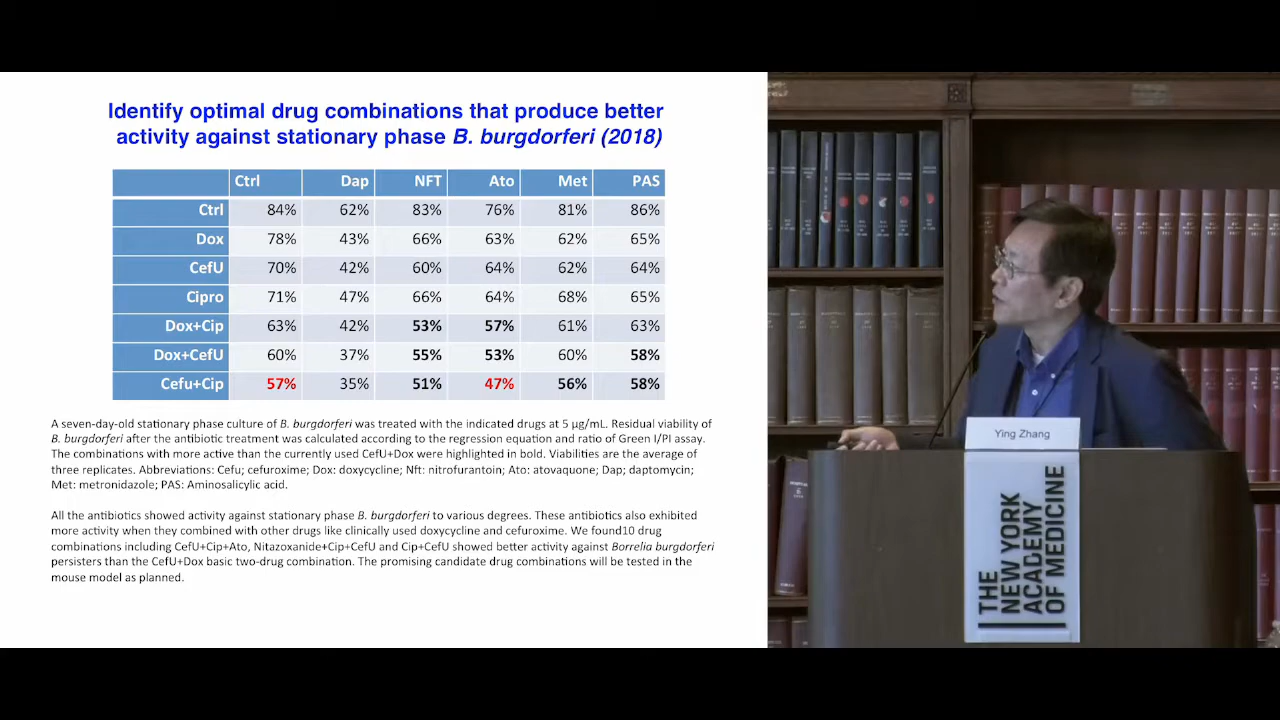 Identify optimal drug combinations that produce better
activity against stationary phase B. burgdorferi (2018)
Ctrl Dap NFT Ato Met PAS
Ctrl 84% 62% 83% 76% 81% 86%
Dox 78% 43% 66% 63% 62% 65%
CefU 70% 42% 60% 64% 62% 64%
Cipro 71% 47% 66% 64% 68% 65%
Dox+Cip 63% 42% 53% 57% 61% 63%
Dox+CefU 60% 37% 55% 53% 60% 58%
Cefu+Cip 57% 35% 51% 47% 56% 58%
A seven-day-old stationary phase culture of B. burgdorferi was treated with the indicated drugs at 5 µg/mL. Residual viability of
B. burgdorferi after the antibiotic treatment was calculated according to the regression equation and ratio of Green I/PI assay.
The combinations with more active than the currently used CefU+Dox were highlighted in bold. Viabilities are the average of
three replicates. Abbreviations: Cefu; cefuroxime; Dox: doxycycline; Nft: nitrofurantoin; Ato: atovaquone; Dap; daptomycin;
Met: metronidazole; PAS: Aminosalicylic acid.
All the antibiotics showed activity against stationary phase B. burgdorferi to various degrees. These antibiotics also exhibited
more activity when they combined with other drugs like clinically used doxycycline and cefuroxime. We found10 drug
combinations including CefU+Cip+Ato, Nitazoxanide+Cip+CefU and Cip+CefU showed better activity against Borrelia burgdorferi
persisters than the CefU+Dox basic two-drug combination. The promising candidate drug combinations will be tested in the
mouse model as planned.
Ying Zhang
THE
NEW YORK
ACADEMY
OF MEDICINE